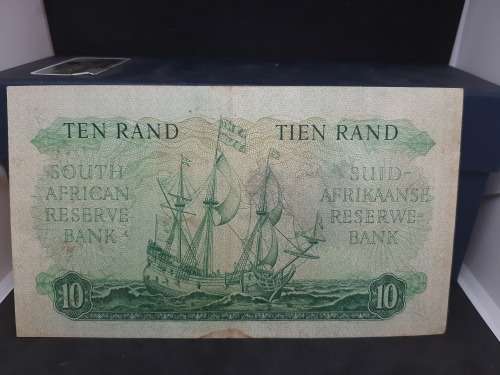 TEN RAND
TIEN RAND
SOUTH
AFRICAN
RESERVE
BANK
SUID-
AFRIKAANSE
RESERWE-
BANK
10
10